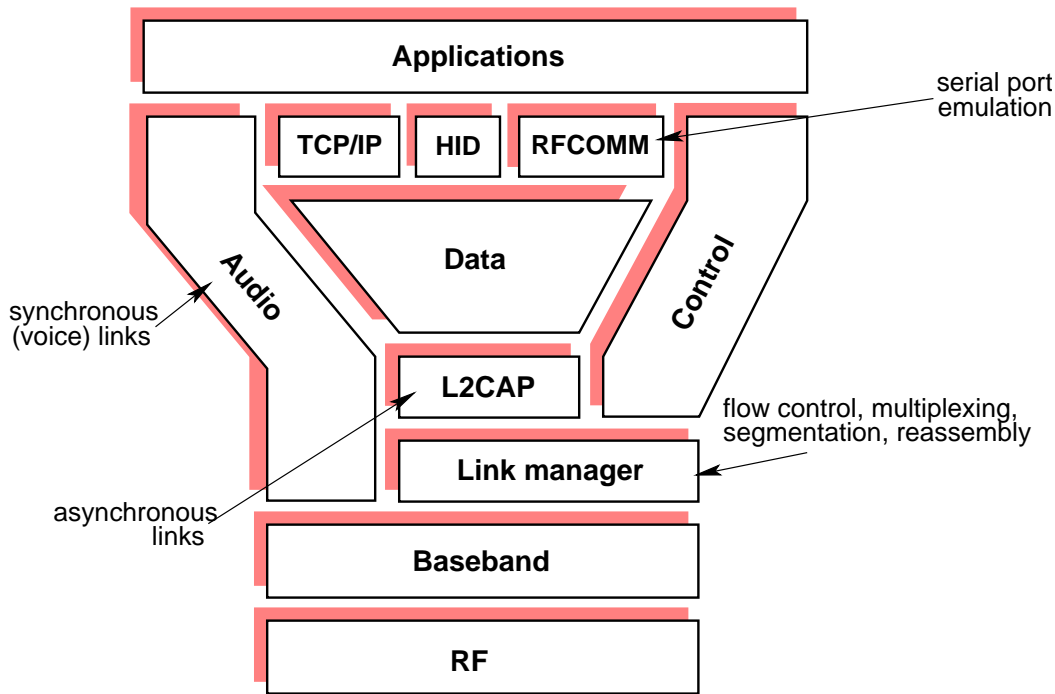 Applications
serial port
emulation
TCP/IP
HID
RFCOMM
Audio
Data
Control
synchronous
(voice) links
L2CAP
flow control, multiplexing,
segmentation, reassembly
Link manager
asynchronous
links
Baseband
RF